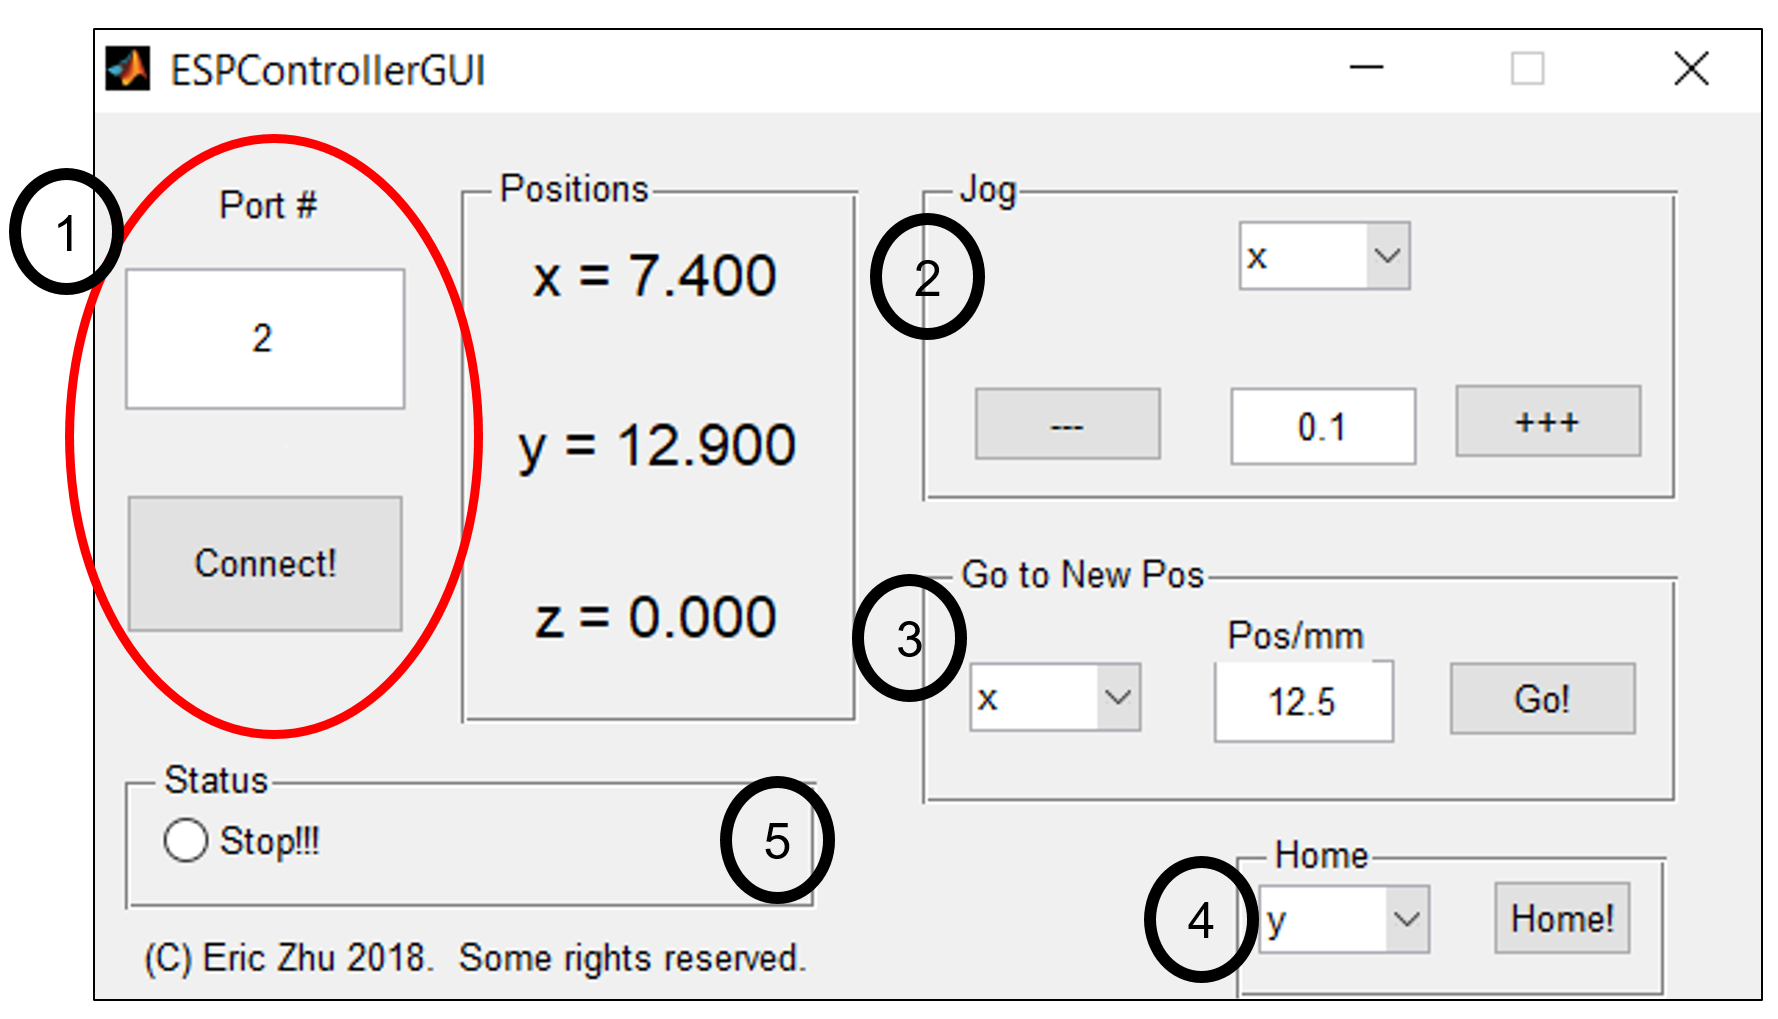 ESPControllerGUI
1
Port #
2
Connect!
Positions
x = 7.400
y = 12.900
z = 0.000
2
Jog
x
---
0.1
+++
3
Go to New Pos
Pos/mm
x
12.5
Go!
Status
Stop!!!
5
4
Home
y
Home!
(C) Eric Zhu 2018.  Some rights reserved.